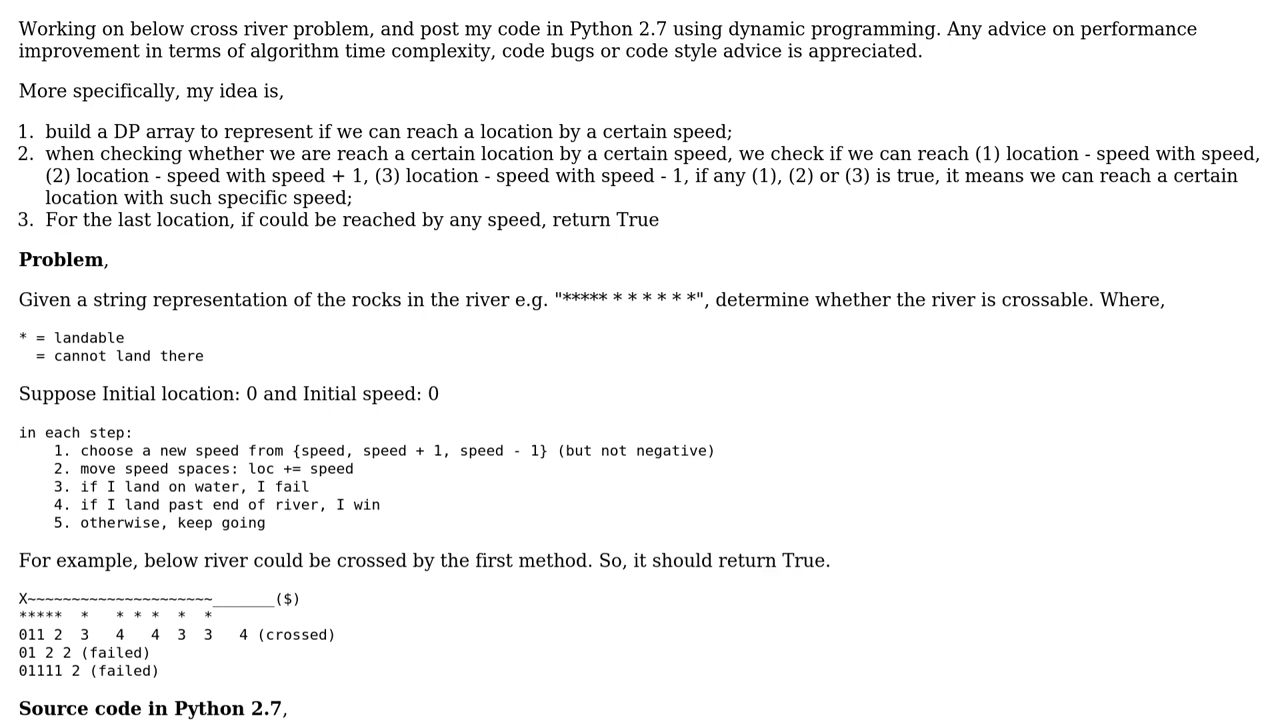 Working on below cross river problem, and post my code in Python 2.7 using dynamic programming. Any advice on performance
improvement in terms of algorithm time complexity, code bugs or code style advice is appreciated.
More specifically, my idea is,
1. build a DP array to represent if we can reach a location by a certain speed;
2. when checking whether we are reach a certain location by a certain speed, we check if we can reach (1) location - speed with speed,
(2) location - speed with speed + 1, (3) location - speed with speed - 1, if any (1), (2) or (3) is true, it means we can reach a certain
location with such specific speed;
3. For the last location, if could be reached by any speed, return True
Problem,
Given a string representation of the rocks in the river e.g. "***** * * * * * *", determine whether the river is crossable. Where,
* = landable
  = cannot land there
Suppose Initial location: 0 and Initial speed: 0
in each step:
    1. choose a new speed from {speed, speed + 1, speed - 1} (but not negative)
    2. move speed spaces: loc += speed
    3. if I land on water, I fail
    4. if I land past end of river, I win
    5. otherwise, keep going
For example, below river could be crossed by the first method. So, it should return True.
X~~~~~~~~~~~~~~~~~~~~~_______($)
*****  *   * * *  *  *
011 2  3   4   4  3  3   4 (crossed)
01 2 2 (failed)
01111 2 (failed)
Source code in Python 2.7,